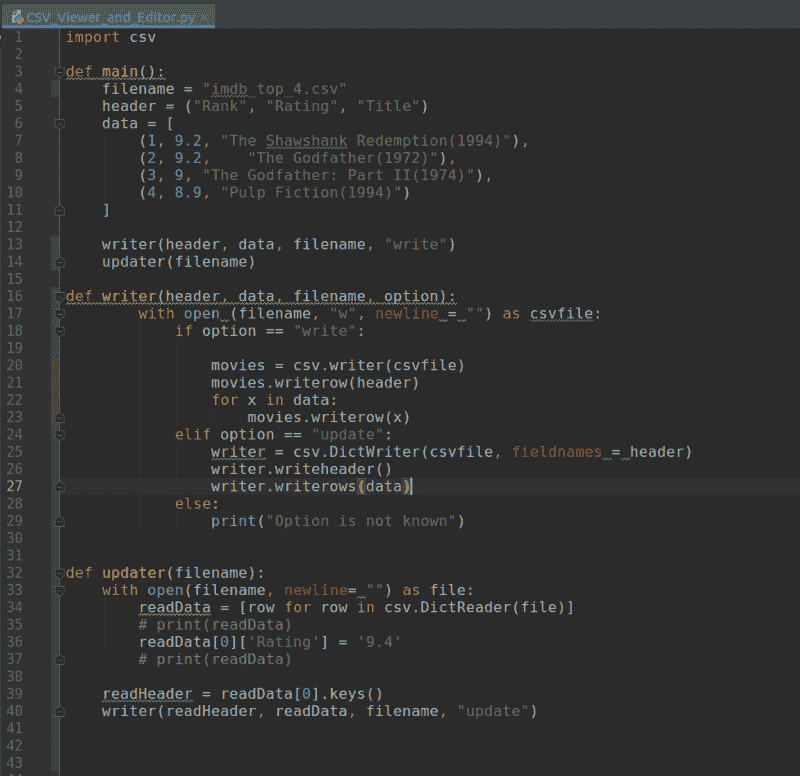 CSV_Viewer_and_Editor.py ×
1 import csv
2
3 def main():
4     filename = "imdb_top_4.csv"
5     header = ("Rank", "Rating", "Title")
6     data = [
7         (1, 9.2, "The Shawshank Redemption(1994)"),
8         (2, 9.2,    "The Godfather(1972)"),
9         (3, 9, "The Godfather: Part II(1974)"),
10         (4, 8.9, "Pulp Fiction(1994)")
11     ]
12
13     writer(header, data, filename, "write")
14     updater(filename)
15
16 def writer(header, data, filename, option):
17         with open (filename, "w", newline = "") as csvfile:
18             if option == "write":
19
20                 movies = csv.writer(csvfile)
21                 movies.writerow(header)
22                 for x in data:
23                     movies.writerow(x)
24             elif option == "update":
25                 writer = csv.DictWriter(csvfile, fieldnames = header)
26                 writer.writeheader()
27                 writer.writerows(data)
28             else:
29                 print("Option is not known")
30
31
32 def updater(filename):
33     with open(filename, newline= "") as file:
34         readData = [row for row in csv.DictReader(file)]
35         # print(readData)
36         readData[0]['Rating'] = '9.4'
37         # print(readData)
38
39     readHeader = readData[0].keys()
40     writer(readHeader, readData, filename, "update")
41
42
43